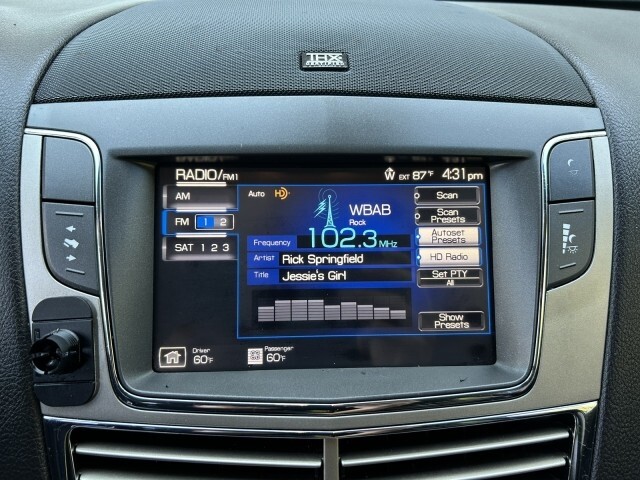 THX
RADIO/FM1
W EXT 87°F 4:31pm
AM
FM 1 2
SAT 1 2 3
Auto HD
WBAB
Rock
Frequency 102.3 MHz
Artist Rick Springfield
Title Jessie's Girl
Scan
Scan Presets
Autoset Presets
HD Radio
Set PTY
All
Show Presets
Driver
60°F
Passenger
60°F